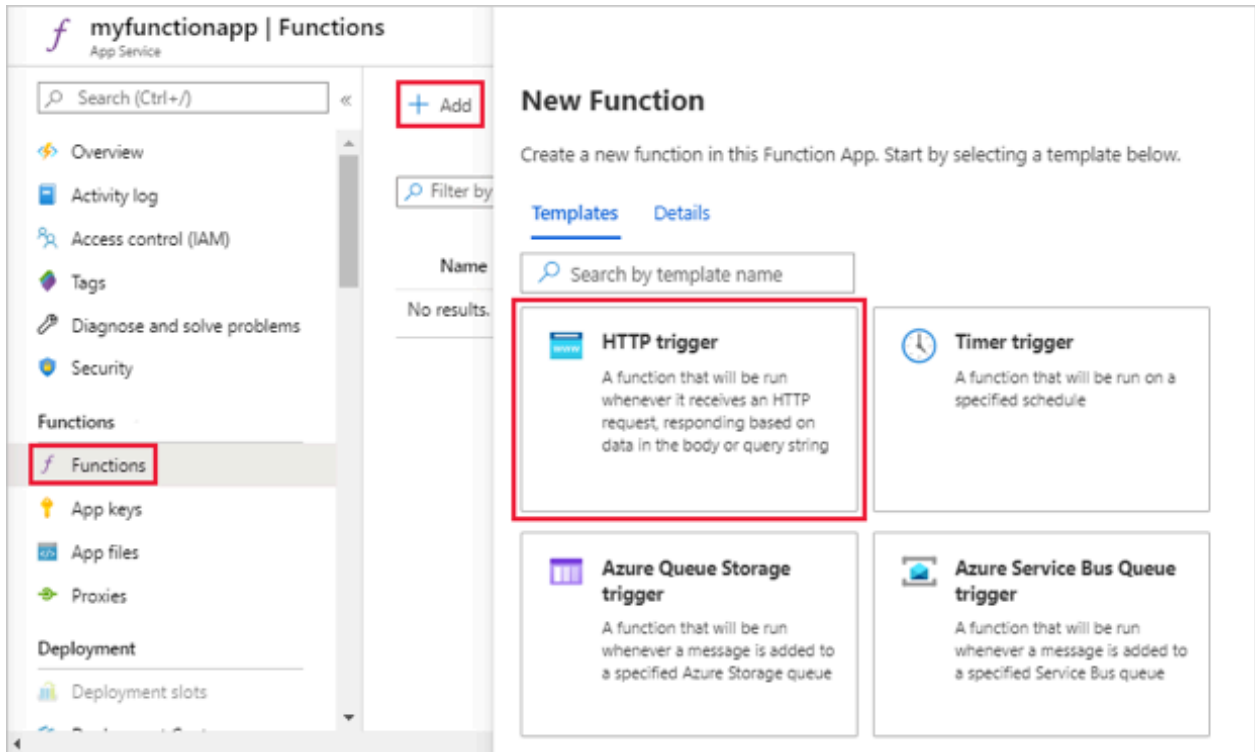 myfunctionapp | Functions
App Service
Search (Ctrl+/)
«
Overview
Activity log
Access control (IAM)
Tags
Diagnose and solve problems
Security
Functions
Functions
App keys
App files
Proxies
Deployment
Deployment slots
+ Add
Filter by
Name
No results.
New Function
Create a new function in this Function App. Start by selecting a template below.
Templates Details
Search by template name
HTTP trigger
A function that will be run
whenever it receives an HTTP
request, responding based on
data in the body or query string
Timer trigger
A function that will be run on a
specified schedule
Azure Queue Storage
trigger
A function that will be run
whenever a message is added to
a specified Azure Storage queue
Azure Service Bus Queue
trigger
A function that will be run
whenever a message is added to
a specified Service Bus queue